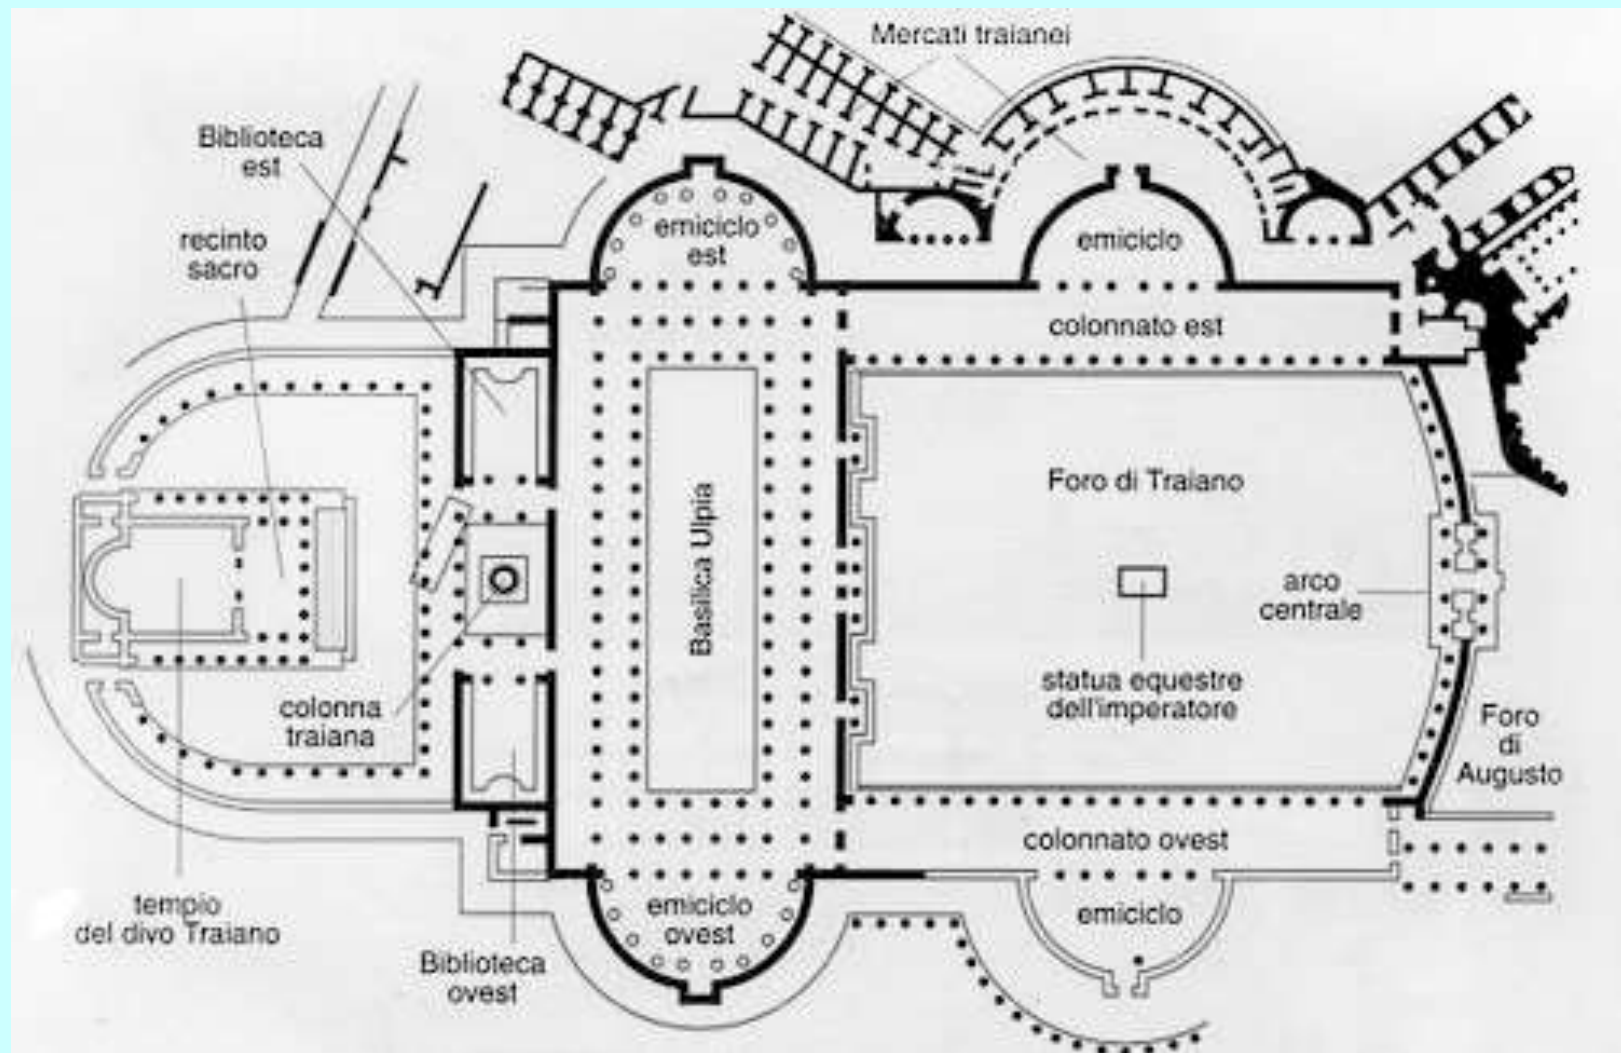 Mercati traianei
Biblioteca
est
recinto
sacro
emiciclo
est
emiciclo
colonnato est
Foro di Traiano
Basilica Ulpia
arco
centrale
statua equestre
dell'imperatore
colonna
traiana
Foro
di
Augusto
colonnato ovest
tempio
del divo Traiano
emiciclo
ovest
emiciclo
Biblioteca
ovest